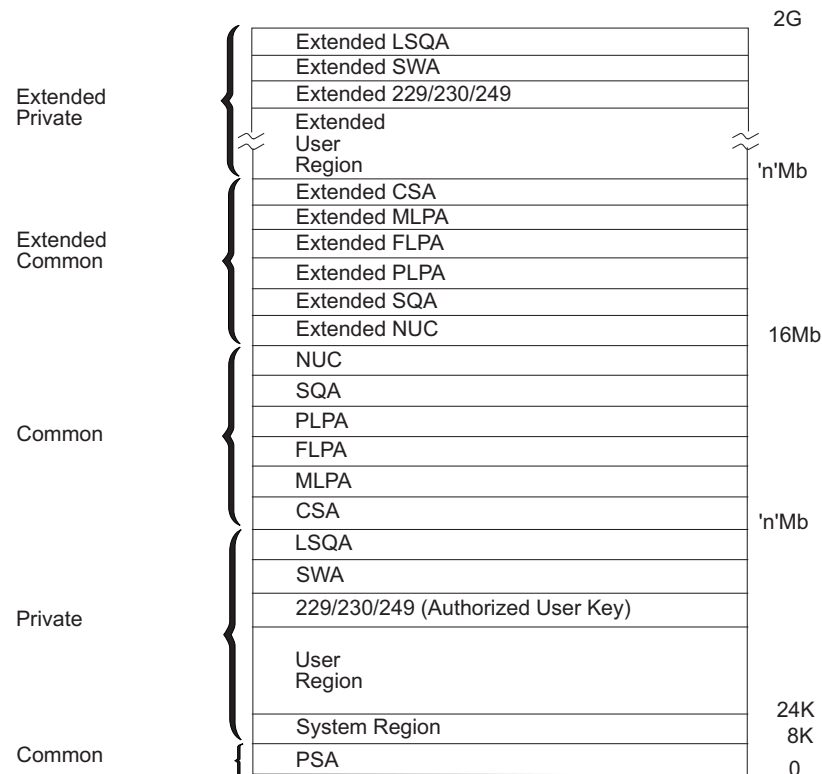 2G
Extended LSQA
Extended SWA
Extended 229/230/249
Extended
Private
Extended
User
Region
'n'Mb
Extended CSA
Extended MLPA
Extended
Common
Extended FLPA
Extended PLPA
Extended SQA
Extended NUC
16Mb
NUC
SQA
PLPA
Common
FLPA
MLPA
CSA
'n'Mb
LSQA
SWA
229/230/249 (Authorized User Key)
Private
User
Region
24K
System Region
8K
Common
PSA
0